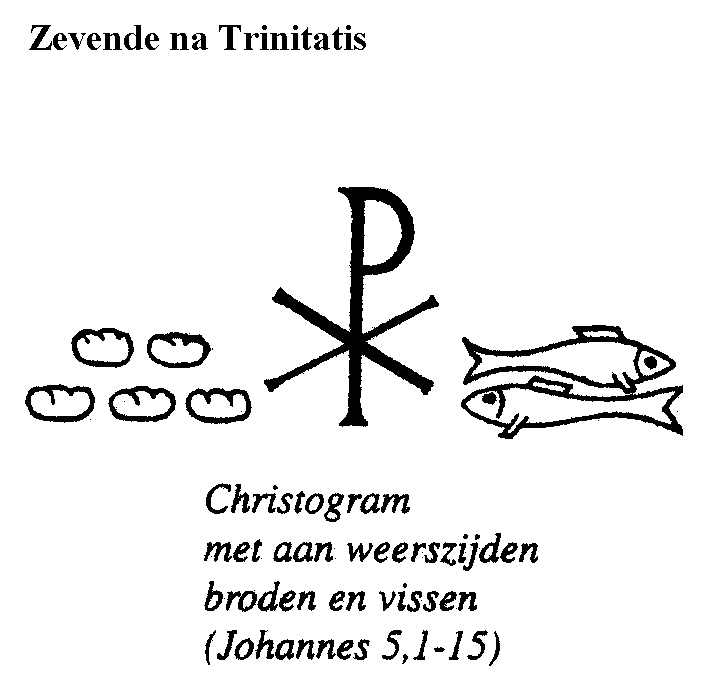 Zevende na Trinitatis
Christogram
met aan weerszijden
broden en vissen
(Johannes 5,1-15)